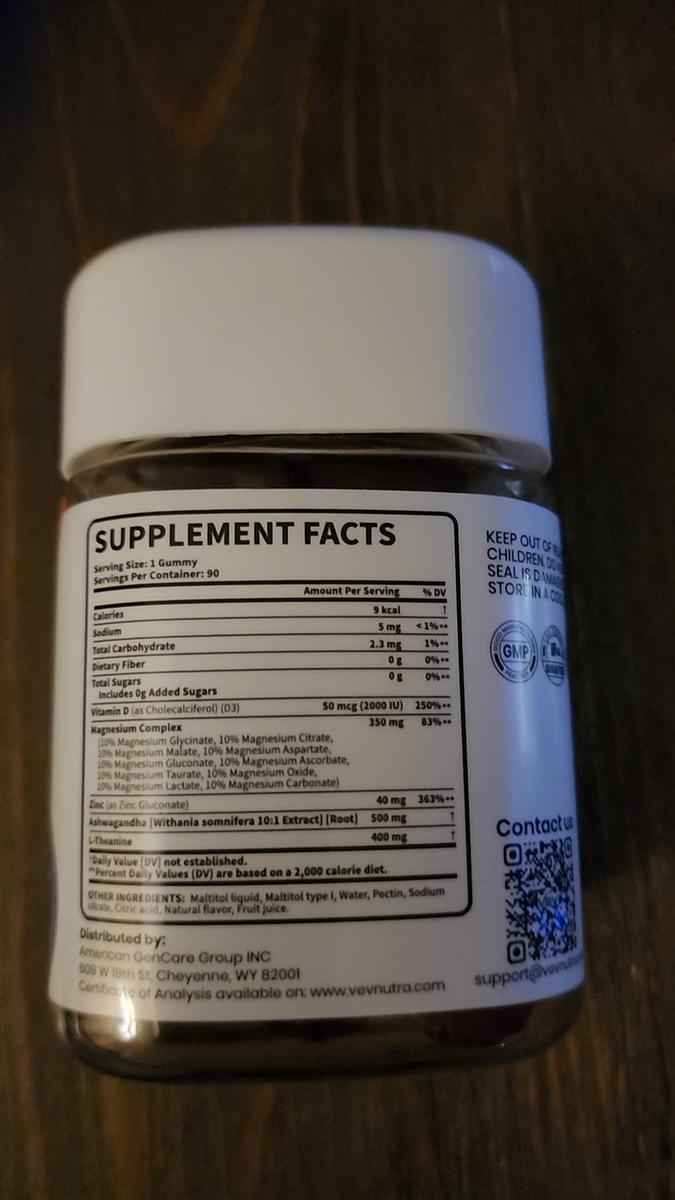 SUPPLEMENT FACTS
Serving Size: 1 Gummy
Servings Per Container: 90
Amount Per Serving % DV
Calories 9 kcal †
Sodium 5 mg <1%**
Total Carbohydrate 2.3 mg 1%**
Dietary Fiber 0 g 0%**
Total Sugars 0 g 0%**
Includes 0g Added Sugars
Vitamin D (as Cholecalciferol) (D3) 50 mcg (2000 IU) 250%**
Magnesium Complex 350 mg 83%**
(10% Magnesium Glycinate, 10% Magnesium Citrate,
10% Magnesium Malate, 10% Magnesium Aspartate,
10% Magnesium Gluconate, 10% Magnesium Ascorbate,
10% Magnesium Taurate, 10% Magnesium Oxide,
10% Magnesium Lactate, 10% Magnesium Carbonate)
Zinc (as Zinc Gluconate) 40 mg 363%**
Ashwagandha [Withania somnifera 10:1 Extract] [Root] 500 mg †
L-Theanine 400 mg †
†Daily Value [DV] not established.
**Percent Daily Values (DV) are based on a 2,000 calorie diet.
OTHER INGREDIENTS: Maltitol liquid, Maltitol type I, Water, Pectin, Sodium
citrate, Citric acid, Natural flavor, Fruit juice.
Distributed by:
American GenCare Group INC
609 W 18th St, Cheyenne, WY 82001
Certificate of Analysis available on: www.vevnutra.com
KEEP OUT OF
CHILDREN. DO
SEAL IS
STORE IN A
GMP
Contact us